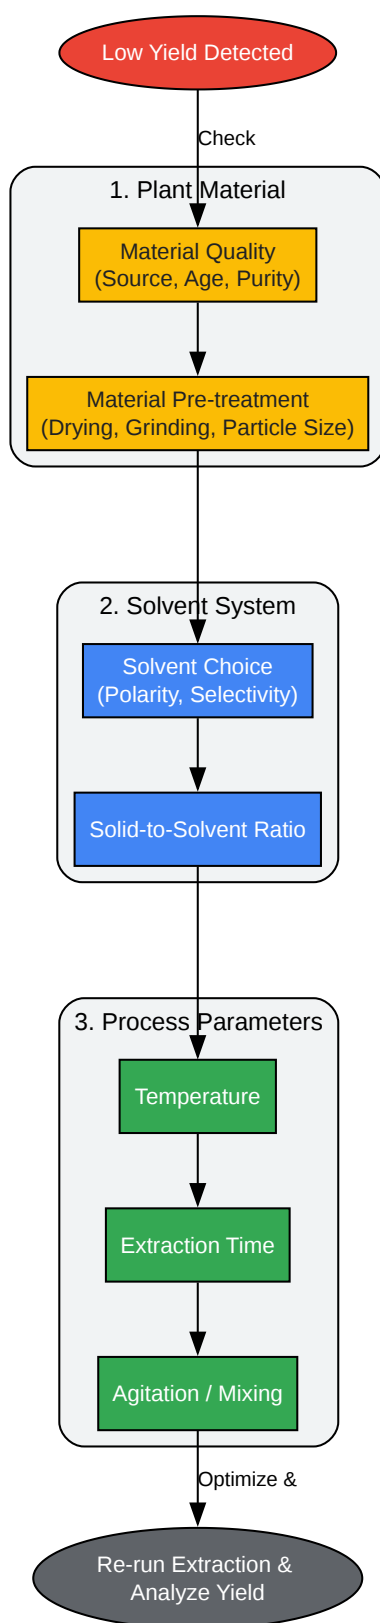 Low Yield Detected
Check
1. Plant Material
Material Quality
(Source, Age, Purity)
Material Pre-treatment
(Drying, Grinding, Particle Size)
2. Solvent System
Solvent Choice
(Polarity, Selectivity)
Solid-to-Solvent Ratio
3. Process Parameters
Temperature
Extraction Time
Agitation / Mixing
Optimize &
Re-run Extraction &
Analyze Yield